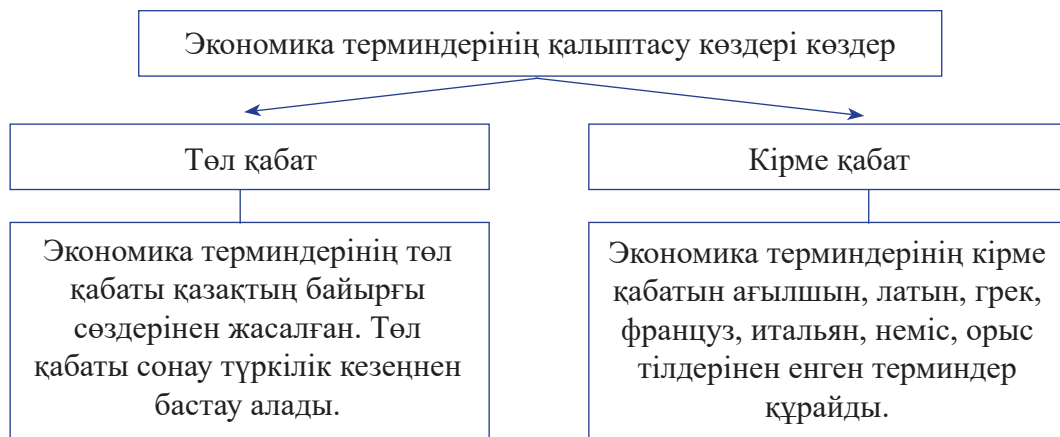 Экономика терминдерінің қалыптасу көздері көздер
Төл қабат
Экономика терминдерінің төл
қабаты қазақтың байырғы
сөздерінен жасалған. Төл
қабаты сонау түркілік кезеңнен
бастау алады.
Кірме қабат
Экономика терминдерінің кірме
қабатын ағылшын, латын, грек,
француз, итальян, неміс, орыс
тілдерінен енген терминдер
құрайды.